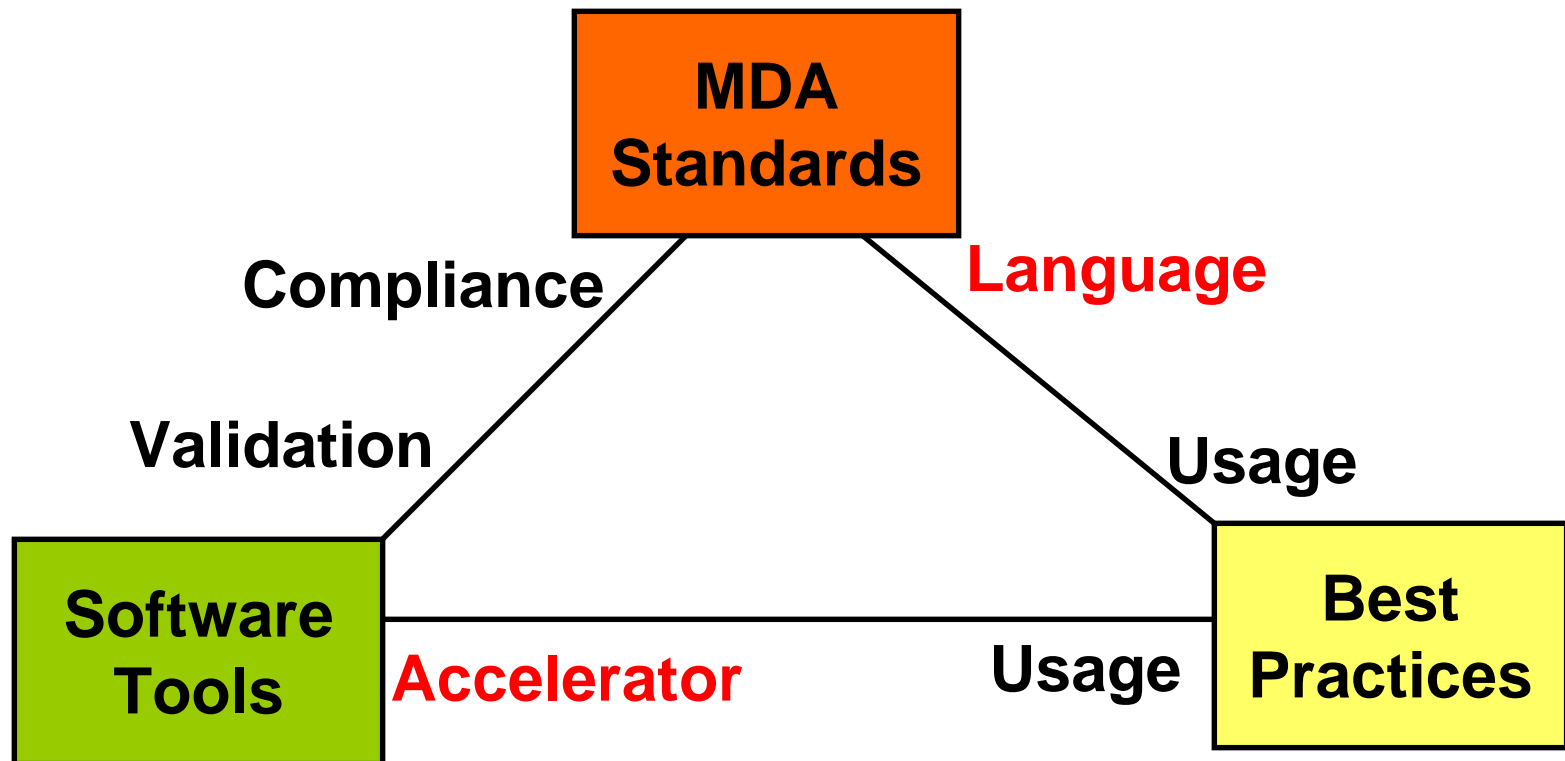 MDA
Standards
Compliance
Language
Validation
Usage
Software
Tools
Accelerator
Usage
Best
Practices